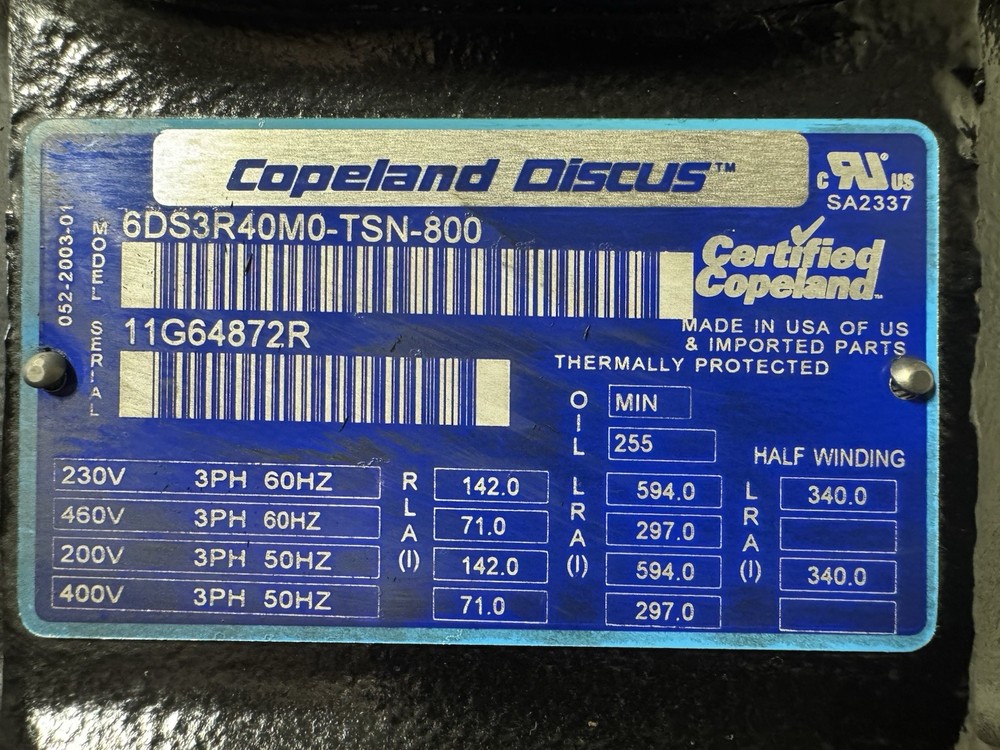 Copeland Discus™
c RU® US
SA2337
052-2003-01
MODEL
6DS3R40M0-TSN-800
Certified
Copeland™
SERIAL
11G64872R
MADE IN USA OF US
& IMPORTED PARTS
THERMALLY PROTECTED
OIL
MIN
255
HALF WINDING
RLA(I)
LRA(I)
LRA(I)
230V 3PH 60HZ 142.0 594.0 340.0
460V 3PH 60HZ 71.0 297.0
200V 3PH 50HZ 142.0 594.0 340.0
400V 3PH 50HZ 71.0 297.0